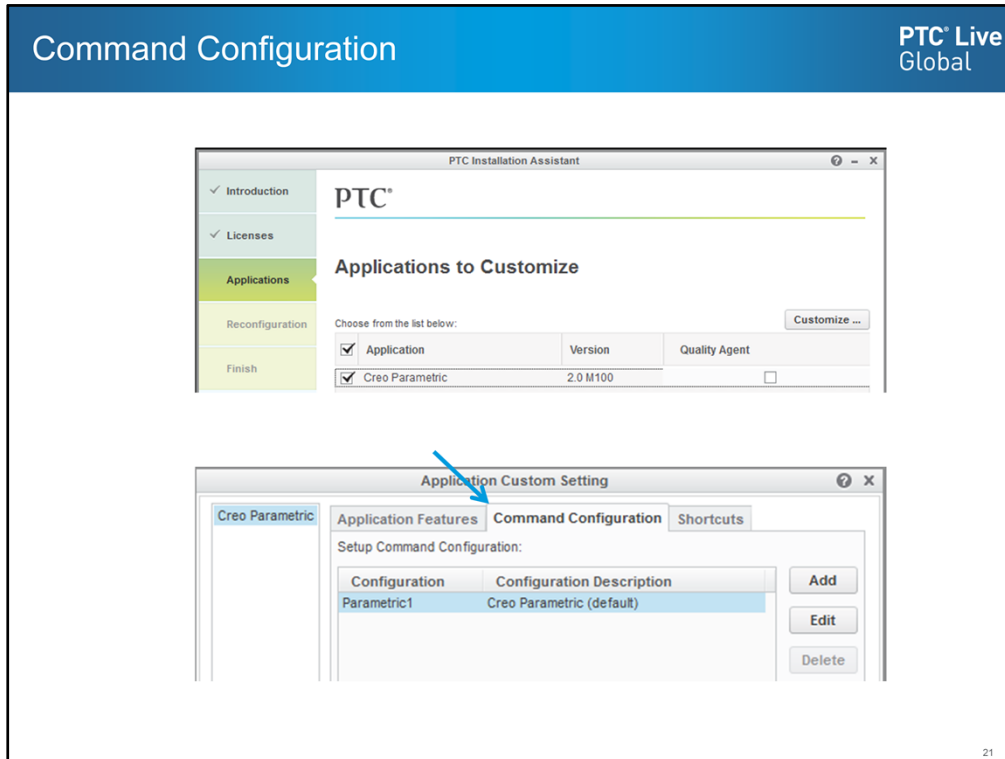 Command Configuration
PTC® Live
Global
PTC Installation Assistant
Introduction
PTC®
Licenses
Applications to Customize
Applications
Customize ...
Reconfiguration
Choose from the list below:
Application Version Quality Agent
Finish
Creo Parametric 2.0 M100
Application Custom Setting
Creo Parametric
Application Features Command Configuration Shortcuts
Setup Command Configuration:
Configuration Configuration Description
Add
Parametric1 Creo Parametric (default)
Edit
Delete
21